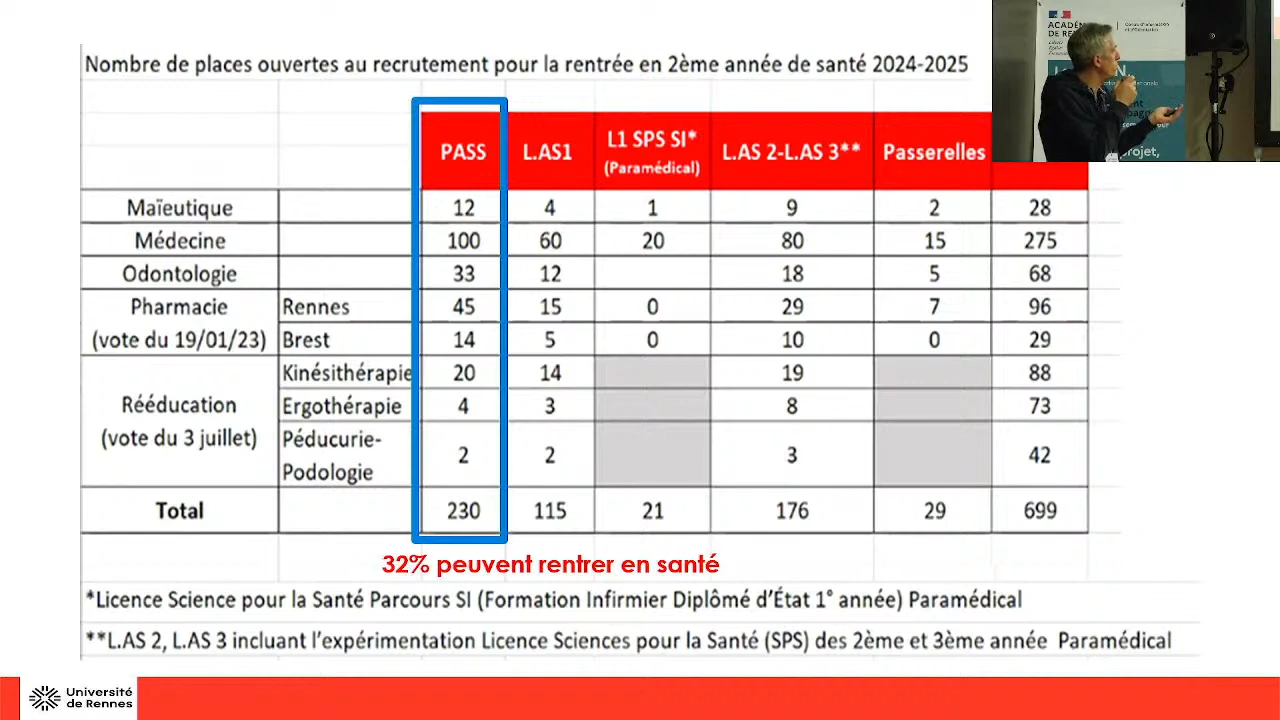 Nombre de places ouvertes au recrutement pour la rentrée en 2ème année de santé 2024-2025
PASS L.AS1 L1 SPS SI* (Paramédical) L.AS 2-L.AS 3** Passerelles
Maïeutique 12 4 1 9 2 28
Médecine 100 60 20 80 15 275
Odontologie 33 12 18 5 68
Pharmacie Rennes 45 15 0 29 7 96
(vote du 19/01/23) Brest 14 5 0 10 0 29
Kinésithérapie 20 14 19 88
Rééducation Ergothérapie 4 3 8 73
(vote du 3 juillet) Péducurie-
Podologie 2 2 3 42
Total 230 115 21 176 29 699
32% peuvent rentrer en santé
*Licence Science pour la Santé Parcours SI (Formation Infirmier Diplômé d'État 1° année) Paramédical
**L.AS 2, L.AS 3 incluant l'expérimentation Licence Sciences pour la Santé (SPS) des 2ème et 3ème année Paramédical
Université
de Rennes
ACADÉ
DE REN
projet,